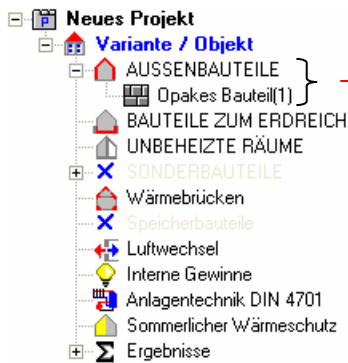 Neues Projekt
Variante / Objekt
AUSSENBAUTEILE
Opakes Bauteil(1)
BAUTEILE ZUM ERDREICH
UNBEHEIZTE RÄUME
SONDERBAUTEILE
Wärmebrücken
Speicherbauteile
Luftwechsel
Interne Gewinne
Anlagentechnik DIN 4701
Sommerlicher Wärmeschutz
Ergebnisse